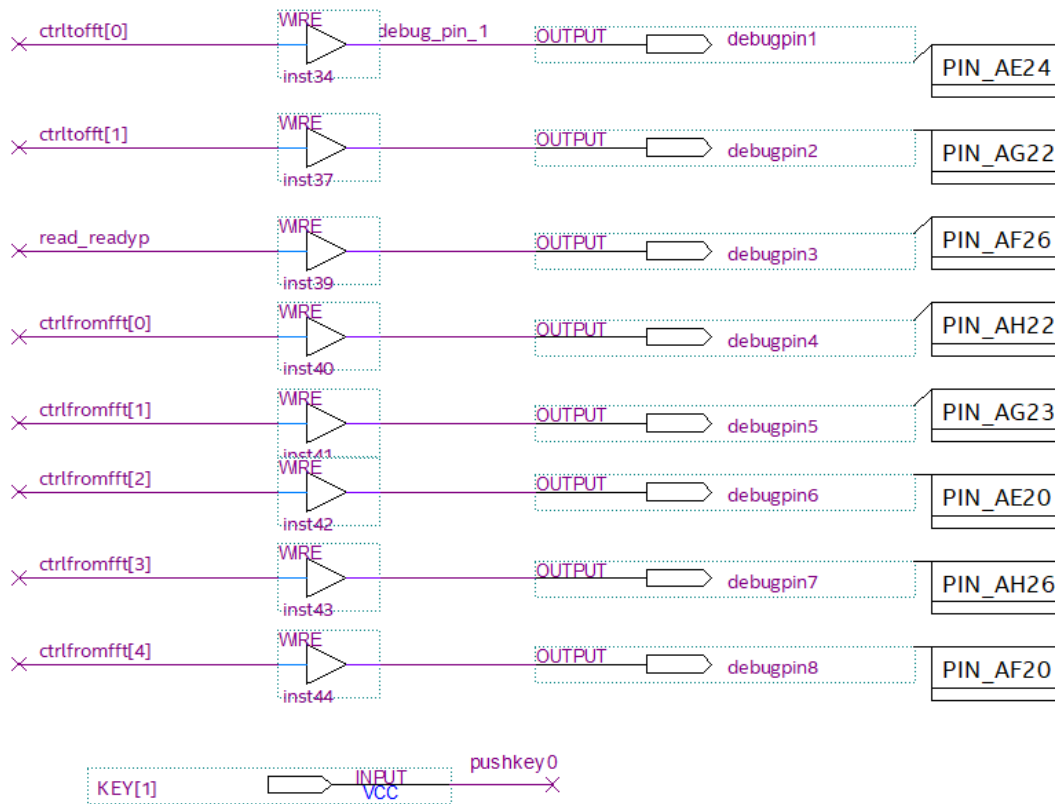 WIRE
ctrltofft[0] debug_pin_1 OUTPUT debugpin1
inst34 PIN_AE24
WIRE
ctrltofft[1] OUTPUT debugpin2 PIN_AG22
inst37
WIRE
read_readyp OUTPUT debugpin3 PIN_AF26
inst39
WIRE
ctrlfromfft[0] OUTPUT debugpin4 PIN_AH22
inst40
WIRE
ctrlfromfft[1] OUTPUT debugpin5 PIN_AG23
inst41
WIRE
ctrlfromfft[2] OUTPUT debugpin6 PIN_AE20
inst42
WIRE
ctrlfromfft[3] OUTPUT debugpin7 PIN_AH26
inst43
WIRE
ctrlfromfft[4] OUTPUT debugpin8 PIN_AF20
inst44
pushkey0
KEY[1] INPUT
VCC